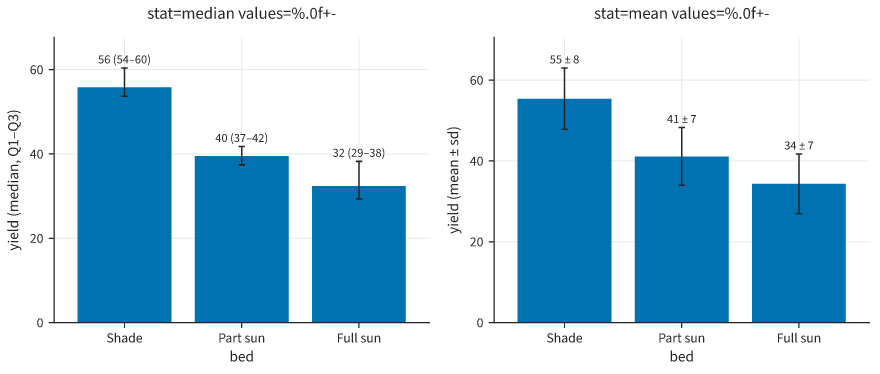 stat=median values=%.0f+-
yield (median, Q1–Q3)
60
40
20
0
56 (54–60)
40 (37–42)
32 (29–38)
Shade Part sun Full sun
bed
stat=mean values=%.0f+-
yield (mean ± sd)
60
40
20
0
55 ± 8
41 ± 7
34 ± 7
Shade Part sun Full sun
bed